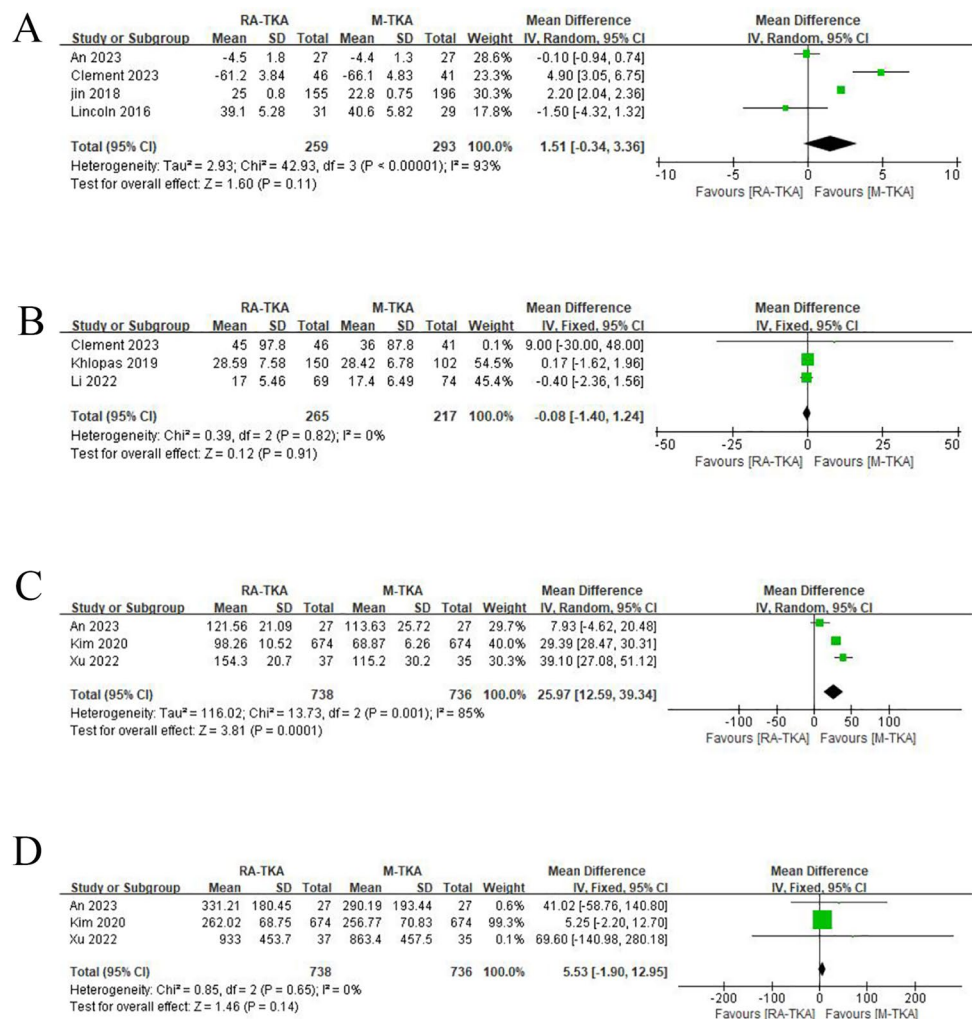 A
RA-TKA M-TKA Mean Difference Mean Difference
Study or Subgroup Mean SD Total Mean SD Total Weight IV, Random, 95% CI IV, Random, 95% CI
An 2023 -4.5 1.8 27 -4.4 1.3 27 28.6% -0.10 [-0.94, 0.74]
Clement 2023 -61.2 3.84 46 -66.1 4.83 41 23.3% 4.90 [3.05, 6.75]
jin 2018 25 0.8 155 22.8 0.75 196 30.3% 2.20 [2.04, 2.36]
Lincoln 2016 39.1 5.28 31 40.6 5.82 29 17.8% -1.50 [-4.32, 1.32]
Total (95% CI) 259 293 100.0% 1.51 [-0.34, 3.36]
Heterogeneity: Tau² = 2.93; Chi² = 42.93, df = 3 (P < 0.00001); I² = 93%
Test for overall effect: Z = 1.60 (P = 0.11)
-10 -5 0 5 10
Favours [RA-TKA] Favours [M-TKA]
B
RA-TKA M-TKA Mean Difference Mean Difference
Study or Subgroup Mean SD Total Mean SD Total Weight IV, Fixed, 95% CI IV, Fixed, 95% CI
Clement 2023 45 97.8 46 36 87.8 41 0.1% 9.00 [-30.00, 48.00]
Khlopas 2019 28.59 7.58 150 28.42 6.78 102 54.5% 0.17 [-1.62, 1.96]
Li 2022 17 5.46 69 17.4 6.49 74 45.4% -0.40 [-2.36, 1.56]
Total (95% CI) 265 217 100.0% -0.08 [-1.40, 1.24]
Heterogeneity: Chi² = 0.39, df = 2 (P = 0.82); I² = 0%
Test for overall effect: Z = 0.12 (P = 0.91)
-50 -25 0 25 50
Favours [RA-TKA] Favours [M-TKA]
C
RA-TKA M-TKA Mean Difference Mean Difference
Study or Subgroup Mean SD Total Mean SD Total Weight IV, Random, 95% CI IV, Random, 95% CI
An 2023 121.56 21.09 27 113.63 25.72 27 29.7% 7.93 [-4.62, 20.48]
Kim 2020 98.26 10.52 674 68.87 6.26 674 40.0% 29.39 [28.47, 30.31]
Xu 2022 154.3 20.7 37 115.2 30.2 35 30.3% 39.10 [27.08, 51.12]
Total (95% CI) 738 736 100.0% 25.97 [12.59, 39.34]
Heterogeneity: Tau² = 116.02; Chi² = 13.73, df = 2 (P = 0.001); I² = 85%
Test for overall effect: Z = 3.81 (P = 0.0001)
-100 -50 0 50 100
Favours [RA-TKA] Favours [M-TKA]
D
RA-TKA M-TKA Mean Difference Mean Difference
Study or Subgroup Mean SD Total Mean SD Total Weight IV, Fixed, 95% CI IV, Fixed, 95% CI
An 2023 331.21 180.45 27 290.19 193.44 27 0.6% 41.02 [-58.76, 140.80]
Kim 2020 262.02 68.75 674 256.77 70.83 674 99.3% 5.25 [-2.20, 12.70]
Xu 2022 933 453.7 37 863.4 457.5 35 0.1% 69.60 [-140.98, 280.18]
Total (95% CI) 738 736 100.0% 5.53 [-1.90, 12.95]
Heterogeneity: Chi² = 0.85, df = 2 (P = 0.65); I² = 0%
Test for overall effect: Z = 1.46 (P = 0.14)
-200 -100 0 100 200
Favours [RA-TKA] Favours [M-TKA]